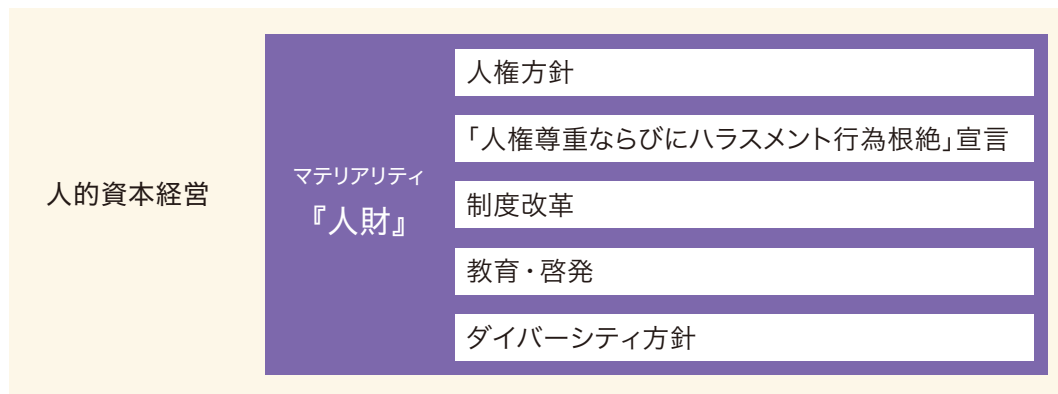 人的資本経営
マテリアリティ
『人財』
人権方針
「人権尊重ならびにハラスメント行為根絶」宣言
制度改革
教育・啓発
ダイバーシティ方針